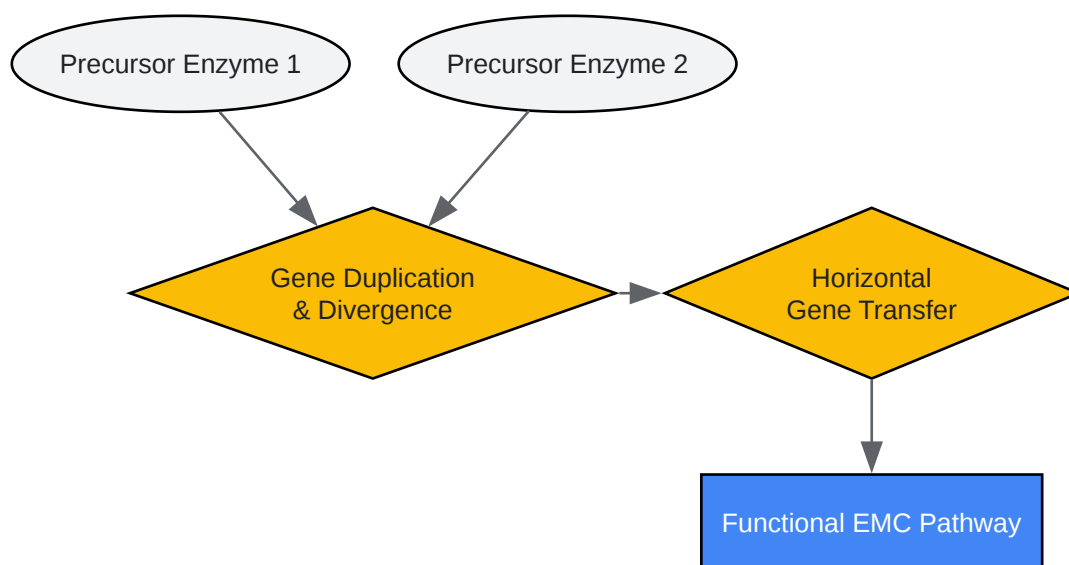 Precursor Enzyme 1
Precursor Enzyme 2
Gene Duplication
& Divergence
Horizontal
Gene Transfer
Functional EMC Pathway